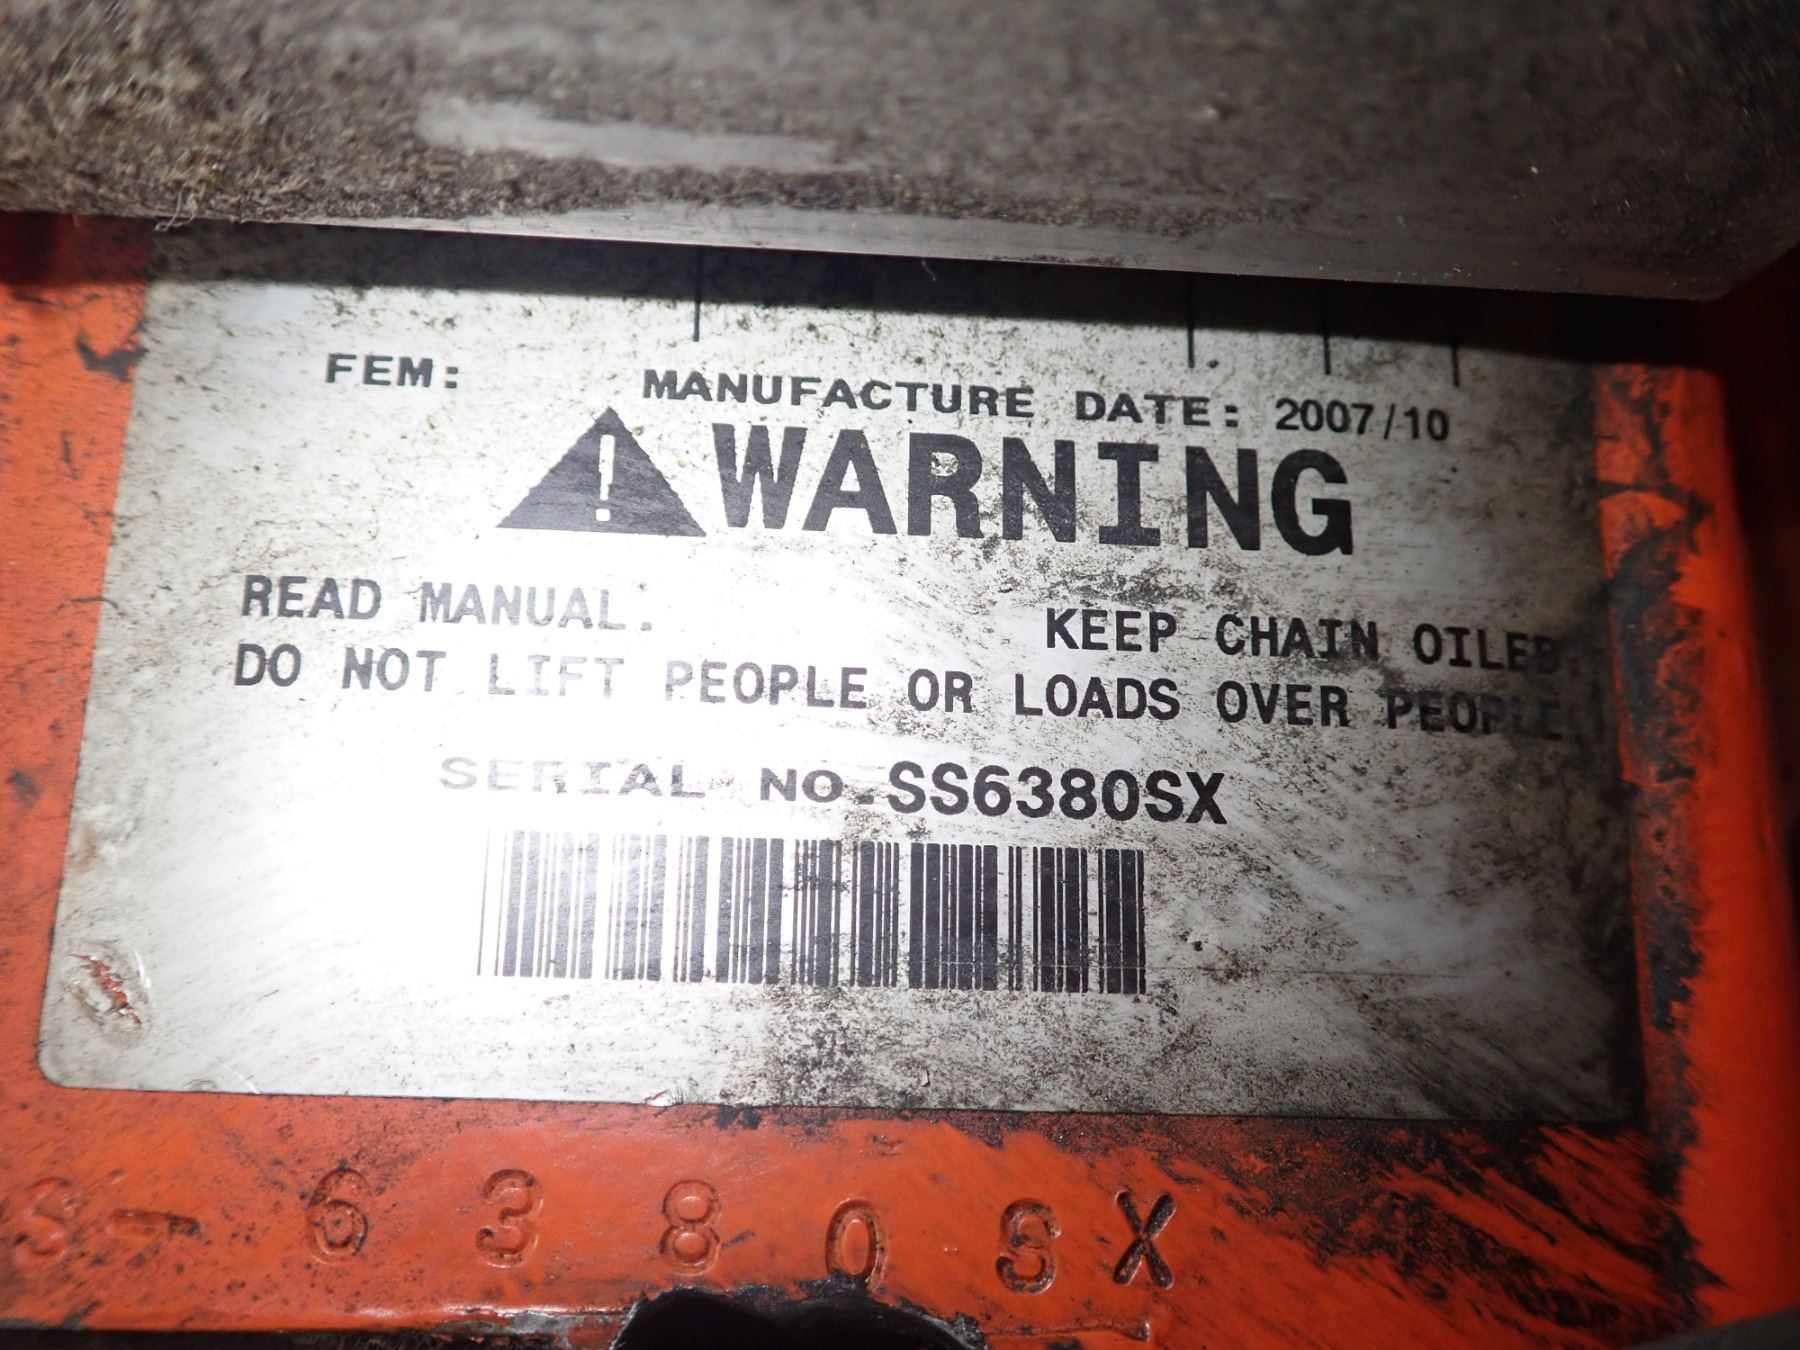 FEM: MANUFACTURE DATE: 2007/10
WARNING
READ MANUAL. KEEP CHAIN OILED.
DO NOT LIFT PEOPLE OR LOADS OVER PEOPLE
SERIAL NO. SS6380SX
S-6380SX